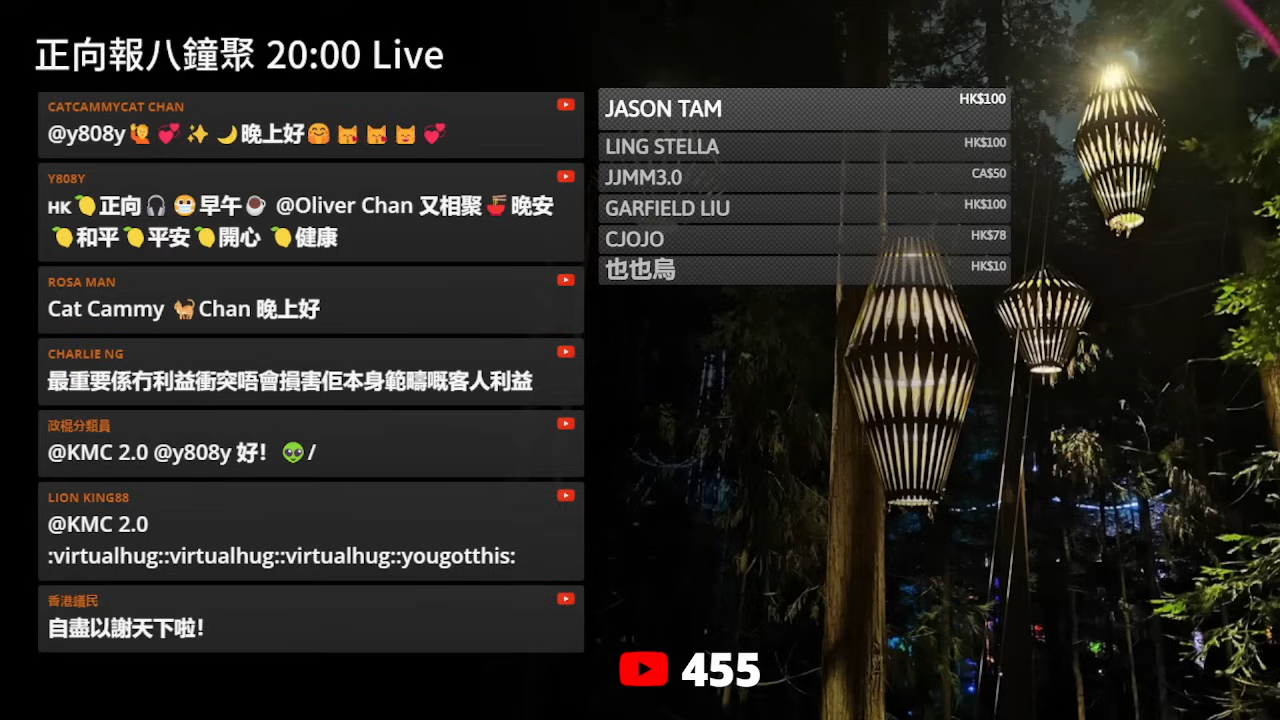 正向報八鐘聚 20:00 Live
CATCAMMYCAT CHAN
@y808y🙋💞✨🌙晚上好🤗😽😽😺💞
Y808Y
HK🍋正向🎧😷早午☕ @Oliver Chan 又相聚🍜晚安
🍋和平🍋平安🍋開心 🍋健康
ROSA MAN
Cat Cammy 🐈Chan 晚上好
CHARLIE NG
最重要係冇利益衝突唔會損害佢本身範疇嘅客人利益
政棍分類員
@KMC 2.0 @y808y 好！ 👽/
LION KING88
@KMC 2.0
:virtualhug::virtualhug::virtualhug::yougotthis:
香港議民
自盡以謝天下啦！
JASON TAM HK$100
LING STELLA HK$100
JJMM3.0 CA$50
GARFIELD LIU HK$100
CJOJO HK$78
也也烏 HK$10
455